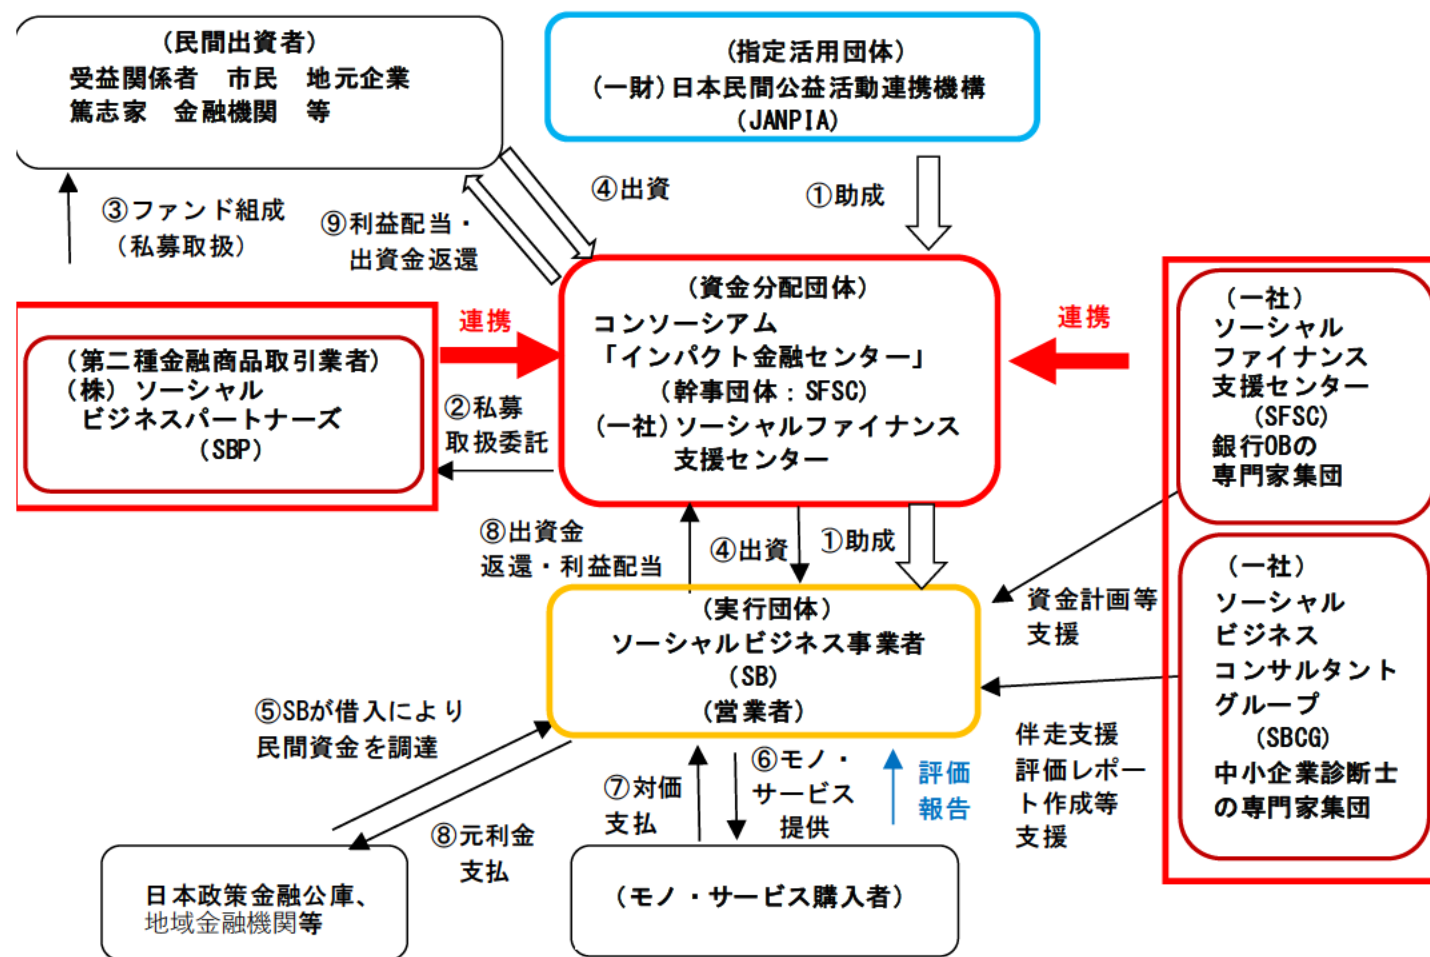 (民間出資者)
受益関係者　市民　地元企業
篤志家　金融機関　等
(指定活用団体)
(一財)日本民間公益活動連携機構
(JANPIA)
③ファンド組成
(私募取扱)
⑨利益配当・
出資金返還
④出資
①助成
連携
(第二種金融商品取引業者)
(株) ソーシャル
ビジネスパートナーズ
(SBP)
②私募
取扱委託
(資金分配団体)
コンソーシアム
「インパクト金融センター」
(幹事団体：SFSC)
(一社)ソーシャルファイナンス
支援センター
連携
(一社)
ソーシャル
ファイナンス
支援センター
(SFSC)
銀行OBの
専門家集団
⑧出資金
返還・利益配当
④出資
①助成
(実行団体)
ソーシャルビジネス事業者
(SB)
(営業者)
資金計画等
支援
(一社)
ソーシャル
ビジネス
コンサルタント
グループ
(SBCG)
中小企業診断士
の専門家集団
伴走支援
評価レポー
ト作成等
支援
⑤SBが借入により
民間資金を調達
⑧元利金
支払
⑦対価
支払
⑥モノ・
サービス
提供
評価
報告
日本政策金融公庫、
地域金融機関等
(モノ・サービス購入者)